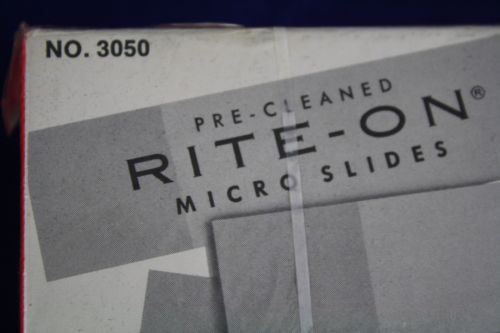 NO. 3050
PRE-CLEANED
RITE-ON®
MICRO SLIDES